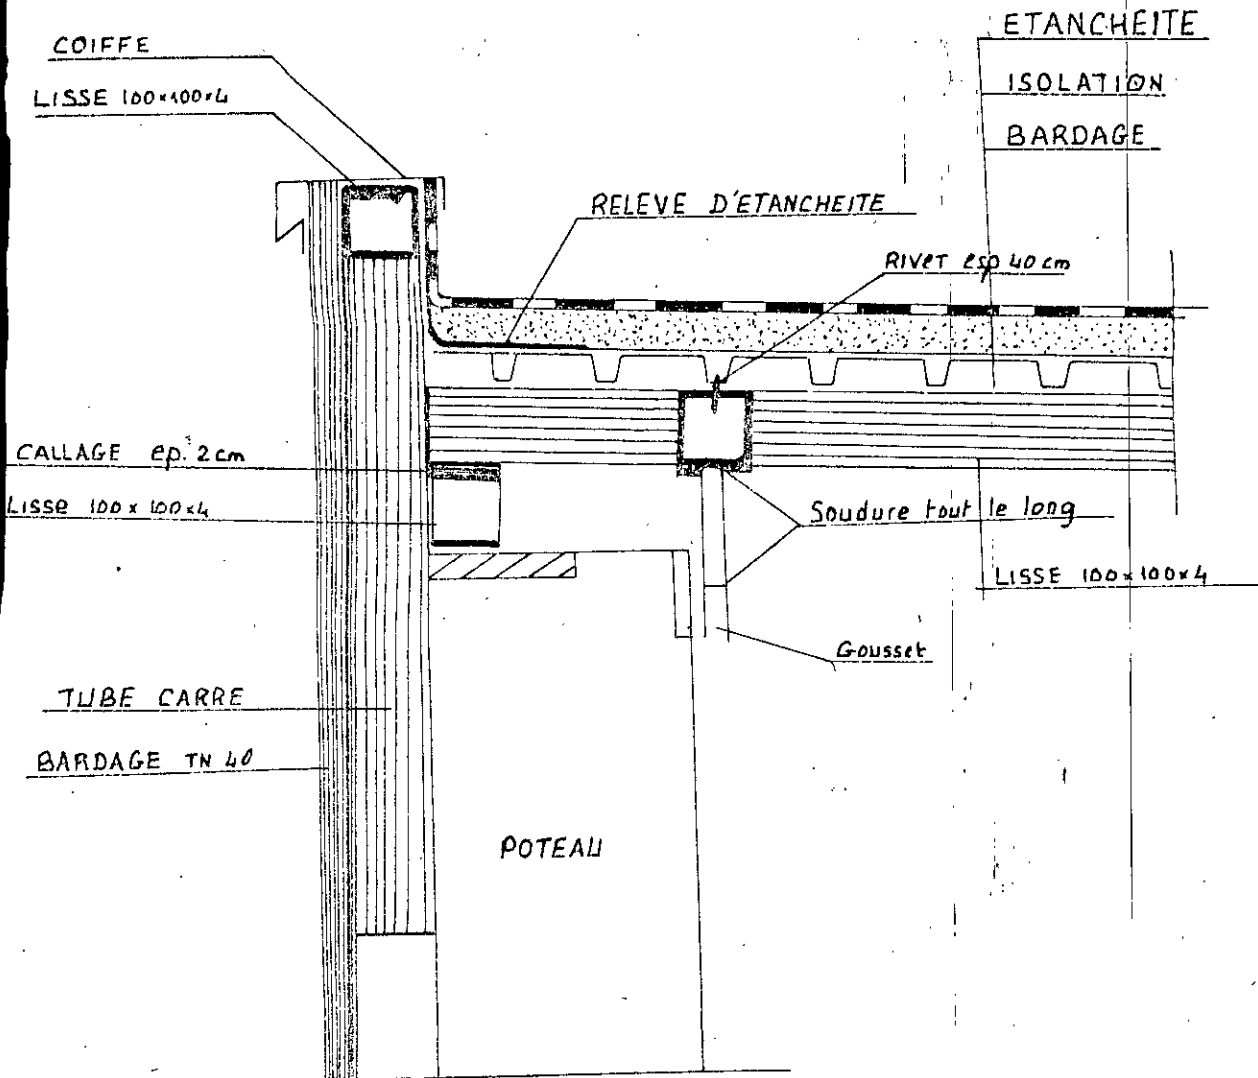 COIFFE
LISSE 100×100×4
ETANCHEITE
ISOLATION
BARDAGE
RELEVE D'ETANCHEITE
RIVET esp 40 cm
CALLAGE ep. 2 cm
LISSE 100 x 100 x 4
Soudure tout le long
LISSE 100 x 100 x 4
Gousset
TUBE CARRE
BARDAGE TN 40
POTEAU